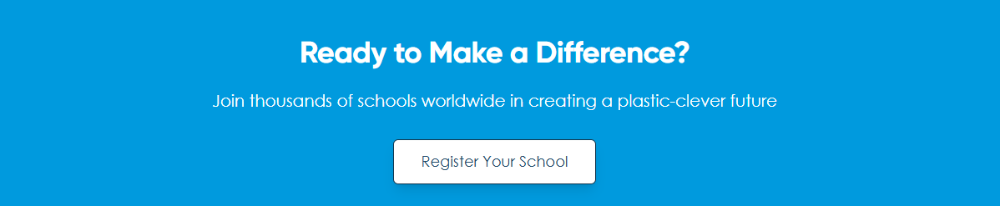 Ready to Make a Difference?
Join thousands of schools worldwide in creating a plastic-clever future
Register Your School